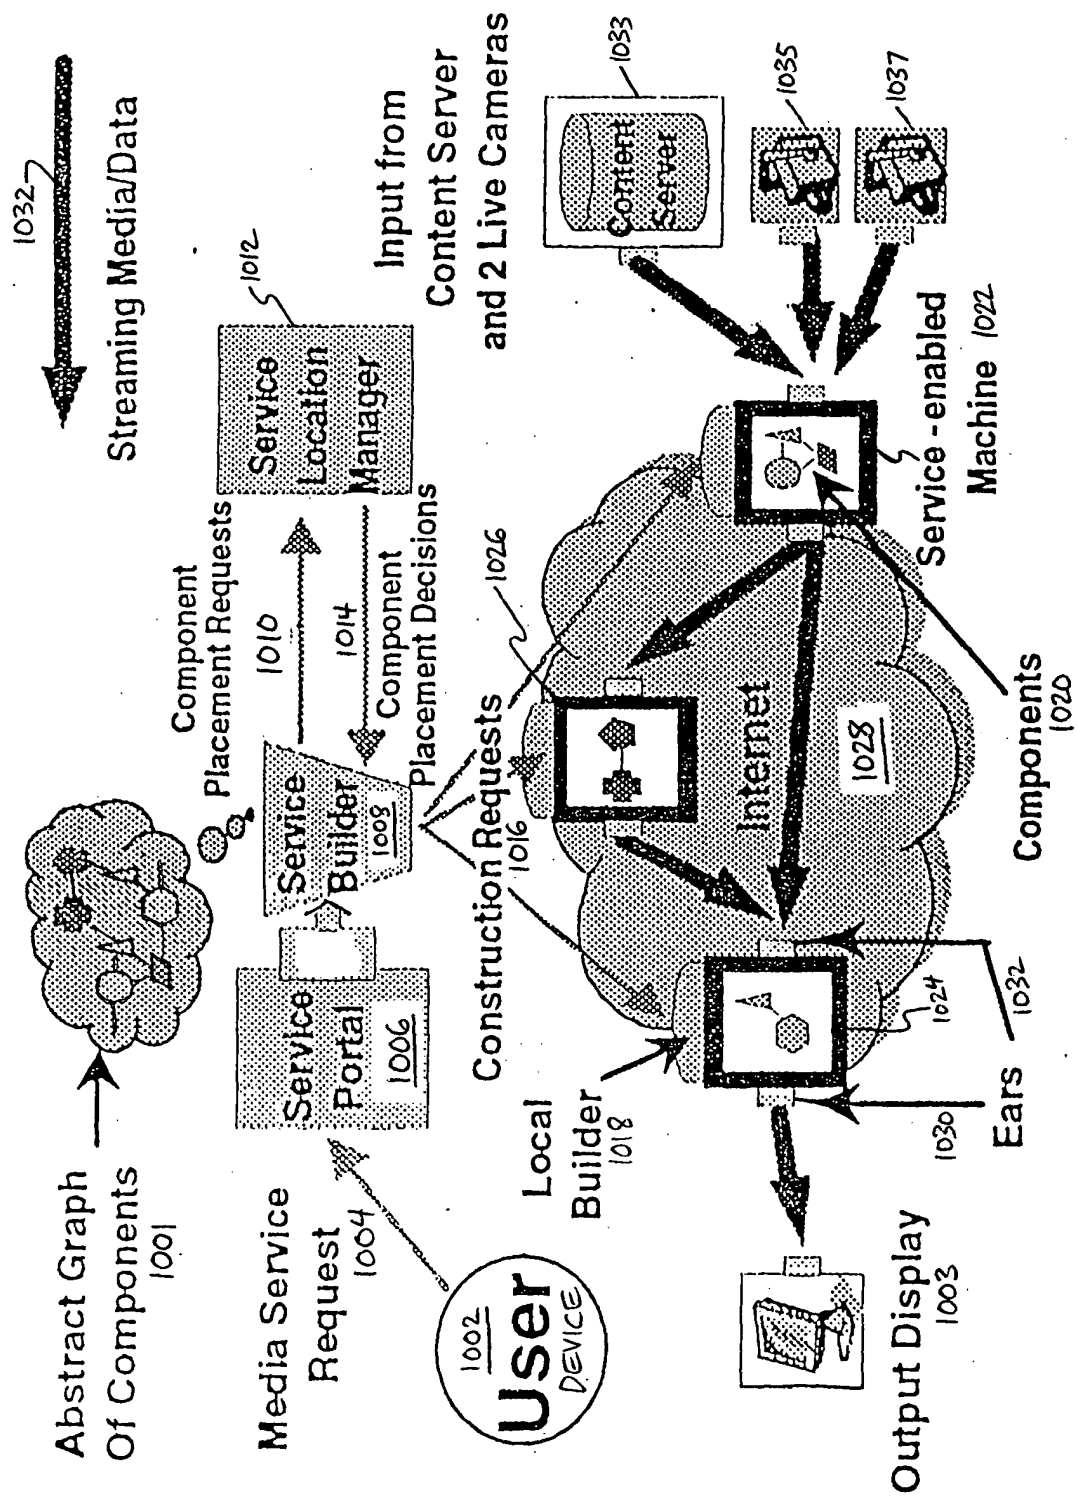 Abstract Graph
Of Components
1001
1032
Streaming Media/Data
Media Service
Request
1004
1002
User
DEVICE
Service
Portal
1006
Service
Builder
1008
Component
Placement Requests
1010
1014
Component
Placement Decisions
Service
Location
Manager
1012
Construction Requests
1016
1026
Input from
Content Server
and 2 Live Cameras
Content
Server
1033
1035
1037
Local
Builder
1018
Internet
1028
Service-enabled
Machine 1022
Components
1020
1024
1032
1030
Ears
Output Display
1003